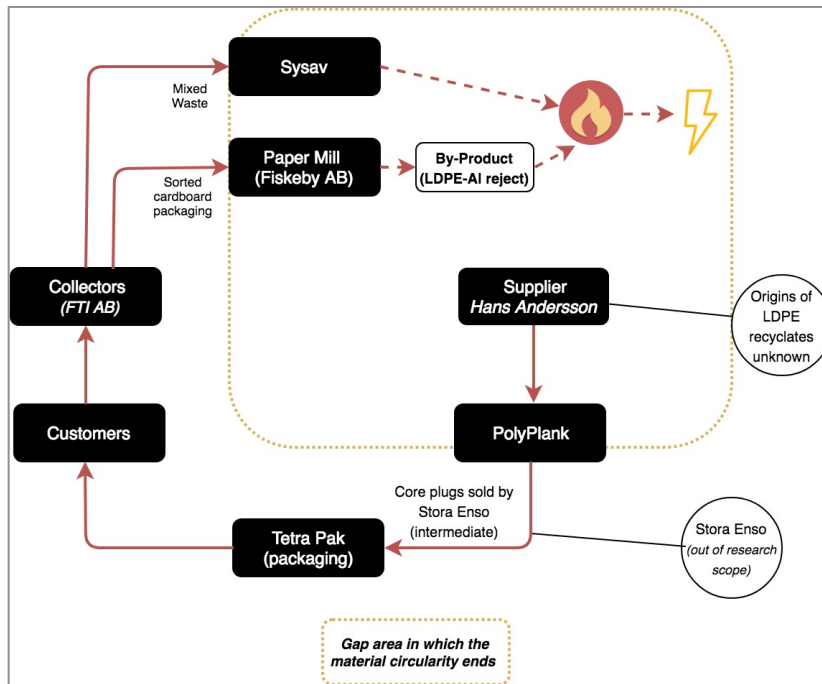 Sysav
Mixed
Waste
Paper Mill
(Fiskeby AB)
By-Product
(LDPE-Al reject)
Sorted
cardboard
packaging
Collectors
(FTI AB)
Supplier
Hans Andersson
Origins of
LDPE
recyclates
unknown
Customers
PolyPlank
Core plugs sold by
Stora Enso
(intermediate)
Tetra Pak
(packaging)
Stora Enso
(out of research
scope)
Gap area in which the
material circularity ends